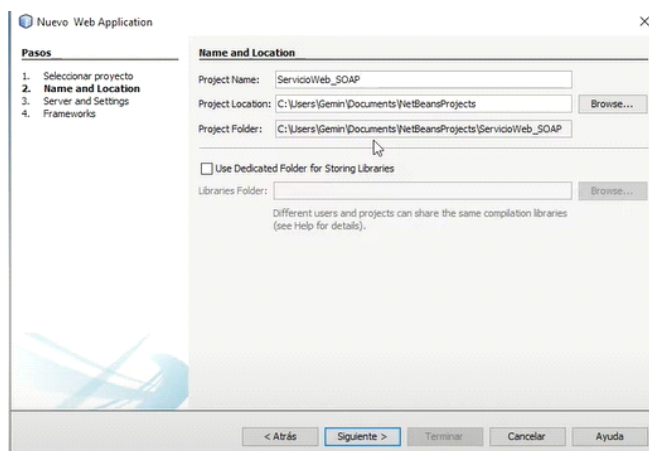 Nuevo Web Application
Pasos
1. Seleccionar proyecto
2. Name and Location
3. Server and Settings
4. Frameworks
Name and Location
Project Name: ServicioWeb_SOAP
Project Location: C:\Users\Gemin\Documents\NetBeansProjects Browse...
Project Folder: C:\Users\Gemin\Documents\NetBeansProjects\ServicioWeb_SOAP
Use Dedicated Folder for Storing Libraries
Libraries Folder: Browse...
Different users and projects can share the same compilation libraries
(see Help for details).
< Atrás Siguiente > Terminar Cancelar Ayuda